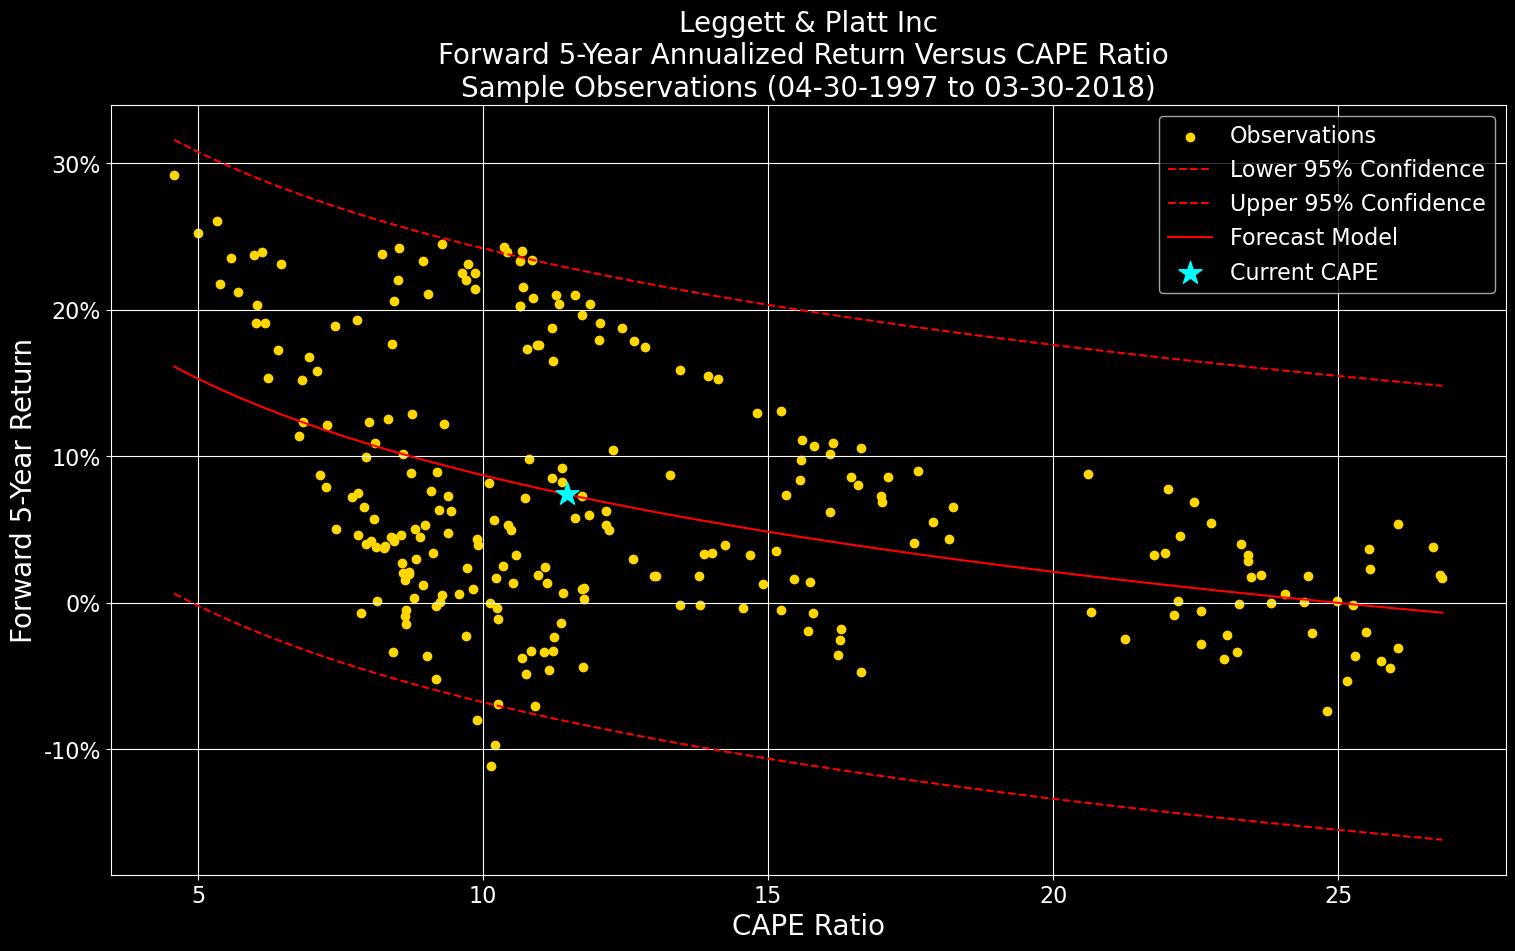 Leggett & Platt Inc
Forward 5-Year Annualized Return Versus CAPE Ratio
Sample Observations (04-30-1997 to 03-30-2018)
Observations
Lower 95% Confidence
Upper 95% Confidence
Forecast Model
Current CAPE
Forward 5-Year Return
30%
20%
10%
0%
-10%
5
10
15
20
25
CAPE Ratio